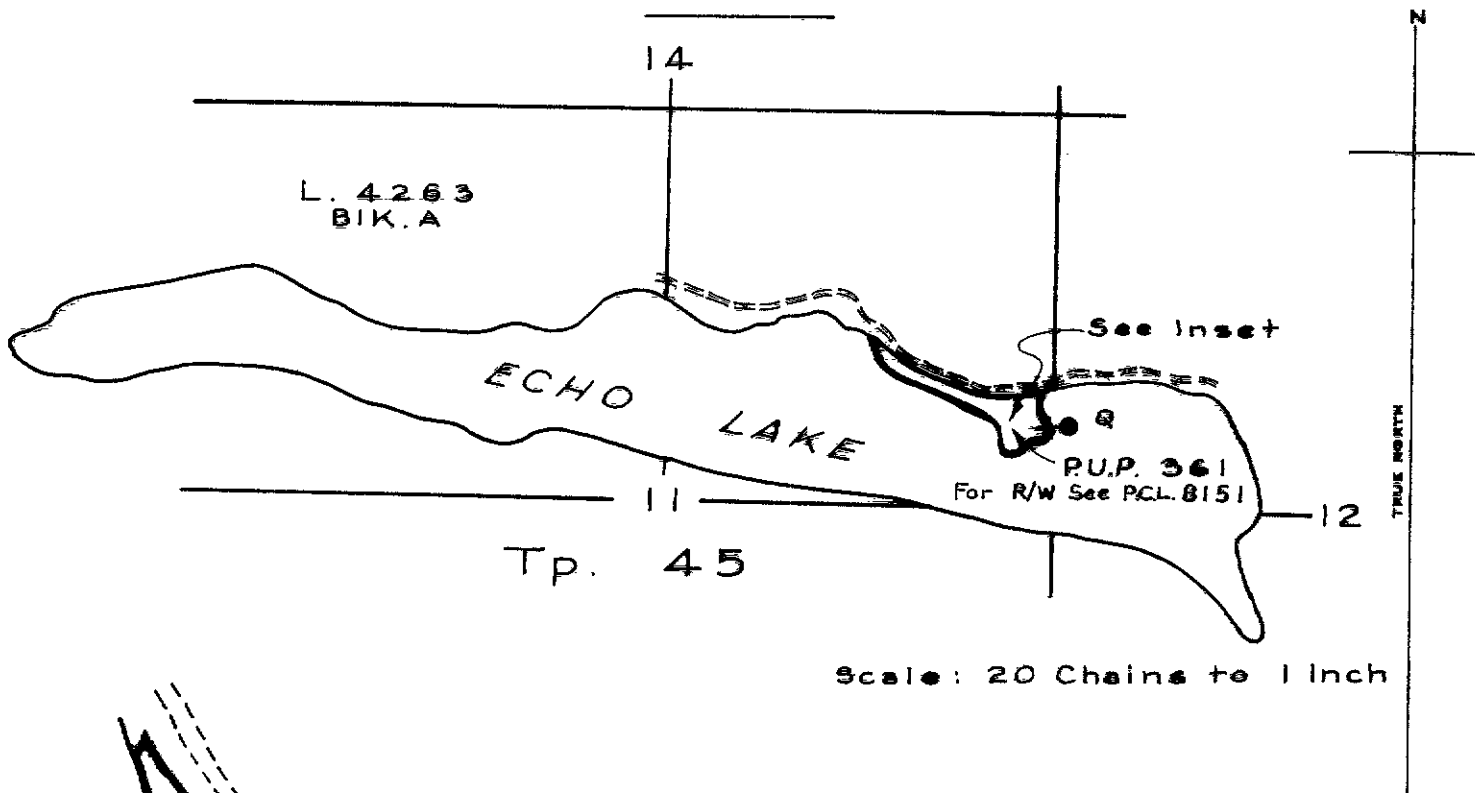 N
14
L. 4263
BIK. A
See Inset
ECHO LAKE
Q
P.U.P. 361
For R/W See P.C.L. 8151
11
12
TRUE NORTH
Tp. 45
Scale: 20 Chains to 1 Inch